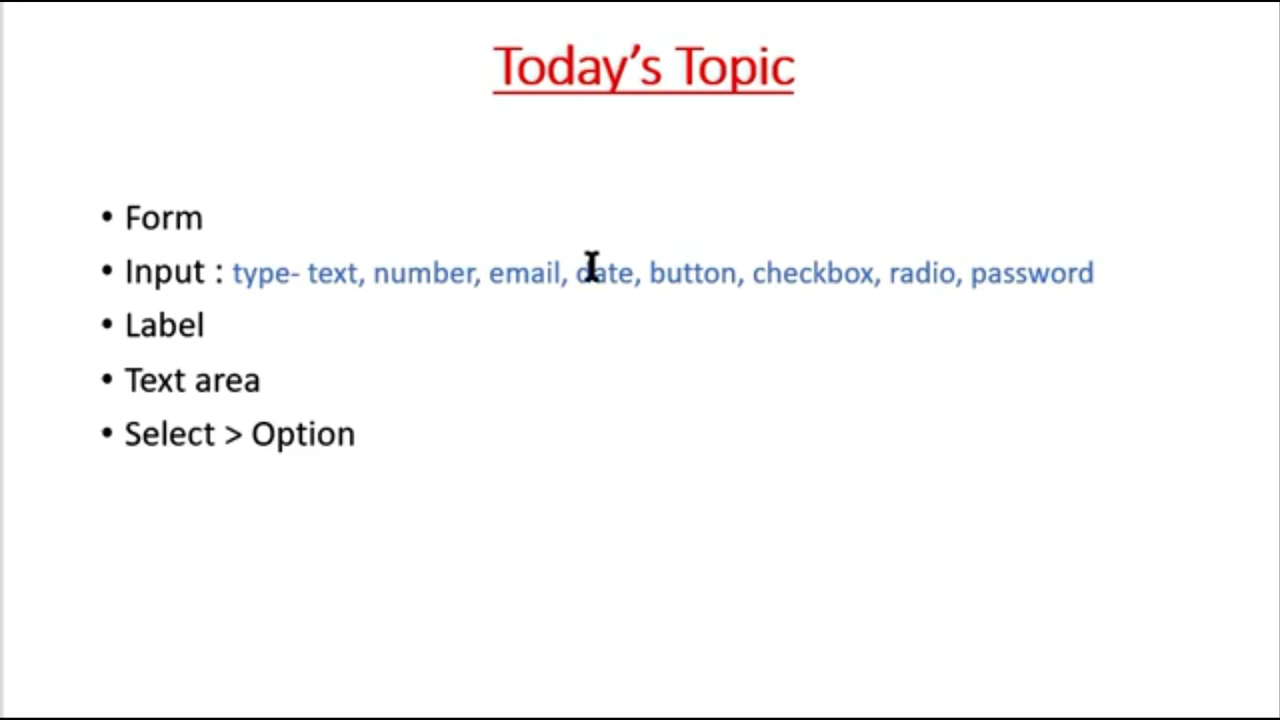 Today's Topic
• Form
• Input : type- text, number, email, date, button, checkbox, radio, password
• Label
• Text area
• Select > Option